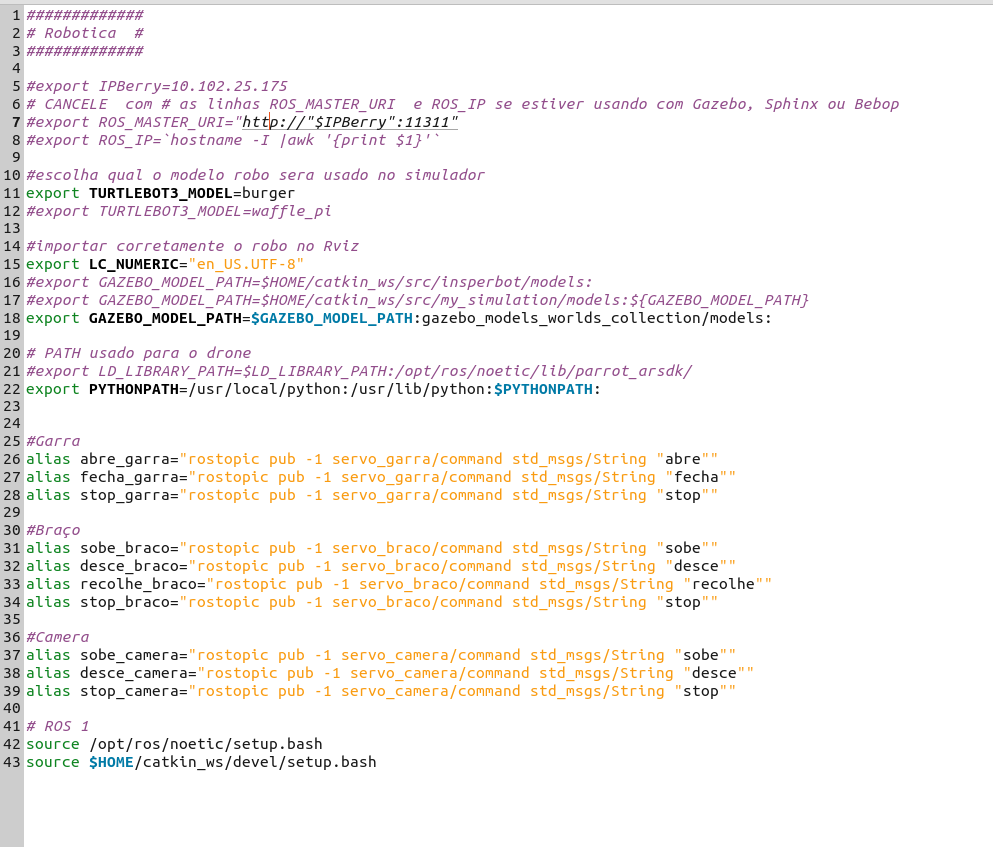 1 #############
2 # Robotica  #
3 #############
4
5 #export IPBerry=10.102.25.175
6 # CANCELE  com # as linhas ROS_MASTER_URI  e ROS_IP se estiver usando com Gazebo, Sphinx ou Bebop
7 #export ROS_MASTER_URI="http://"$IPBerry":11311"
8 #export ROS_IP=`hostname -I |awk '{print $1}'`
9
10 #escolha qual o modelo robo sera usado no simulador
11 export TURTLEBOT3_MODEL=burger
12 #export TURTLEBOT3_MODEL=waffle_pi
13
14 #importar corretamente o robo no Rviz
15 export LC_NUMERIC="en_US.UTF-8"
16 #export GAZEBO_MODEL_PATH=$HOME/catkin_ws/src/insperbot/models:
17 #export GAZEBO_MODEL_PATH=$HOME/catkin_ws/src/my_simulation/models:${GAZEBO_MODEL_PATH}
18 export GAZEBO_MODEL_PATH=$GAZEBO_MODEL_PATH:gazebo_models_worlds_collection/models:
19
20 # PATH usado para o drone
21 #export LD_LIBRARY_PATH=$LD_LIBRARY_PATH:/opt/ros/noetic/lib/parrot_arsdk/
22 export PYTHONPATH=/usr/local/python:/usr/lib/python:$PYTHONPATH:
23
24
25 #Garra
26 alias abre_garra="rostopic pub -1 servo_garra/command std_msgs/String "abre""
27 alias fecha_garra="rostopic pub -1 servo_garra/command std_msgs/String "fecha""
28 alias stop_garra="rostopic pub -1 servo_garra/command std_msgs/String "stop""
29
30 #Braço
31 alias sobe_braco="rostopic pub -1 servo_braco/command std_msgs/String "sobe""
32 alias desce_braco="rostopic pub -1 servo_braco/command std_msgs/String "desce""
33 alias recolhe_braco="rostopic pub -1 servo_braco/command std_msgs/String "recolhe""
34 alias stop_braco="rostopic pub -1 servo_braco/command std_msgs/String "stop""
35
36 #Camera
37 alias sobe_camera="rostopic pub -1 servo_camera/command std_msgs/String "sobe""
38 alias desce_camera="rostopic pub -1 servo_camera/command std_msgs/String "desce""
39 alias stop_camera="rostopic pub -1 servo_camera/command std_msgs/String "stop""
40
41 # ROS 1
42 source /opt/ros/noetic/setup.bash
43 source $HOME/catkin_ws/devel/setup.bash